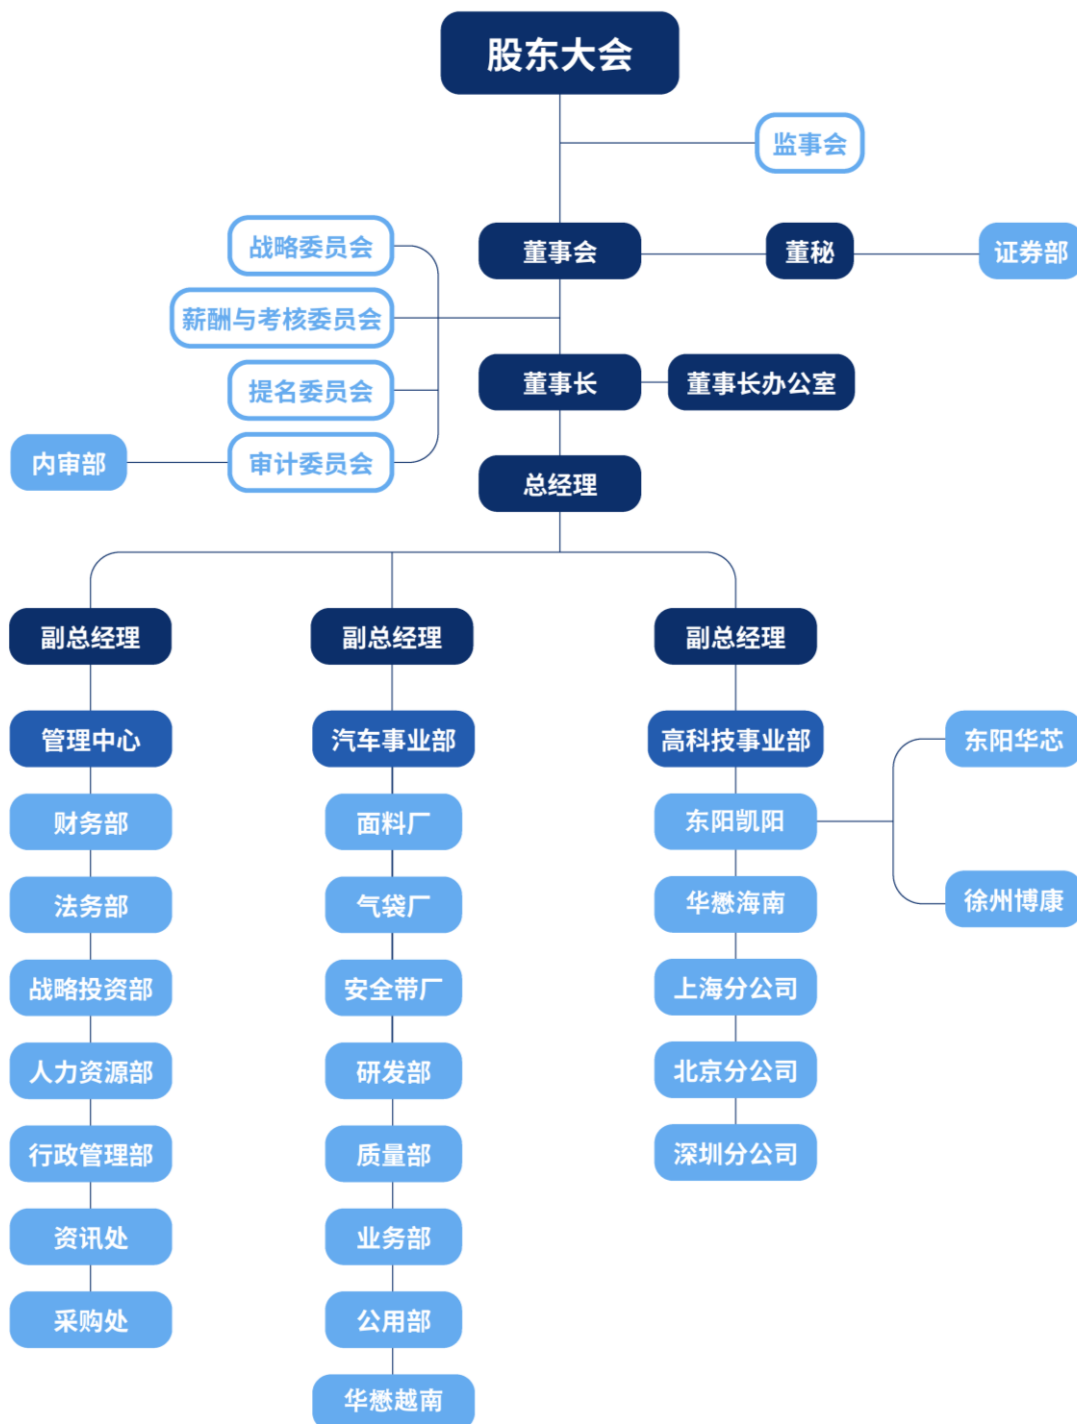 股东大会
监事会
战略委员会
董事会
董秘
证券部
薪酬与考核委员会
提名委员会
董事长
董事长办公室
内审部
审计委员会
总经理
副总经理
副总经理
副总经理
管理中心
汽车事业部
高科技事业部
东阳华芯
财务部
面料厂
东阳凯阳
法务部
气袋厂
华懋海南
徐州博康
战略投资部
安全带厂
上海分公司
人力资源部
研发部
北京分公司
行政管理部
质量部
深圳分公司
资讯处
业务部
采购处
公用部
华懋越南